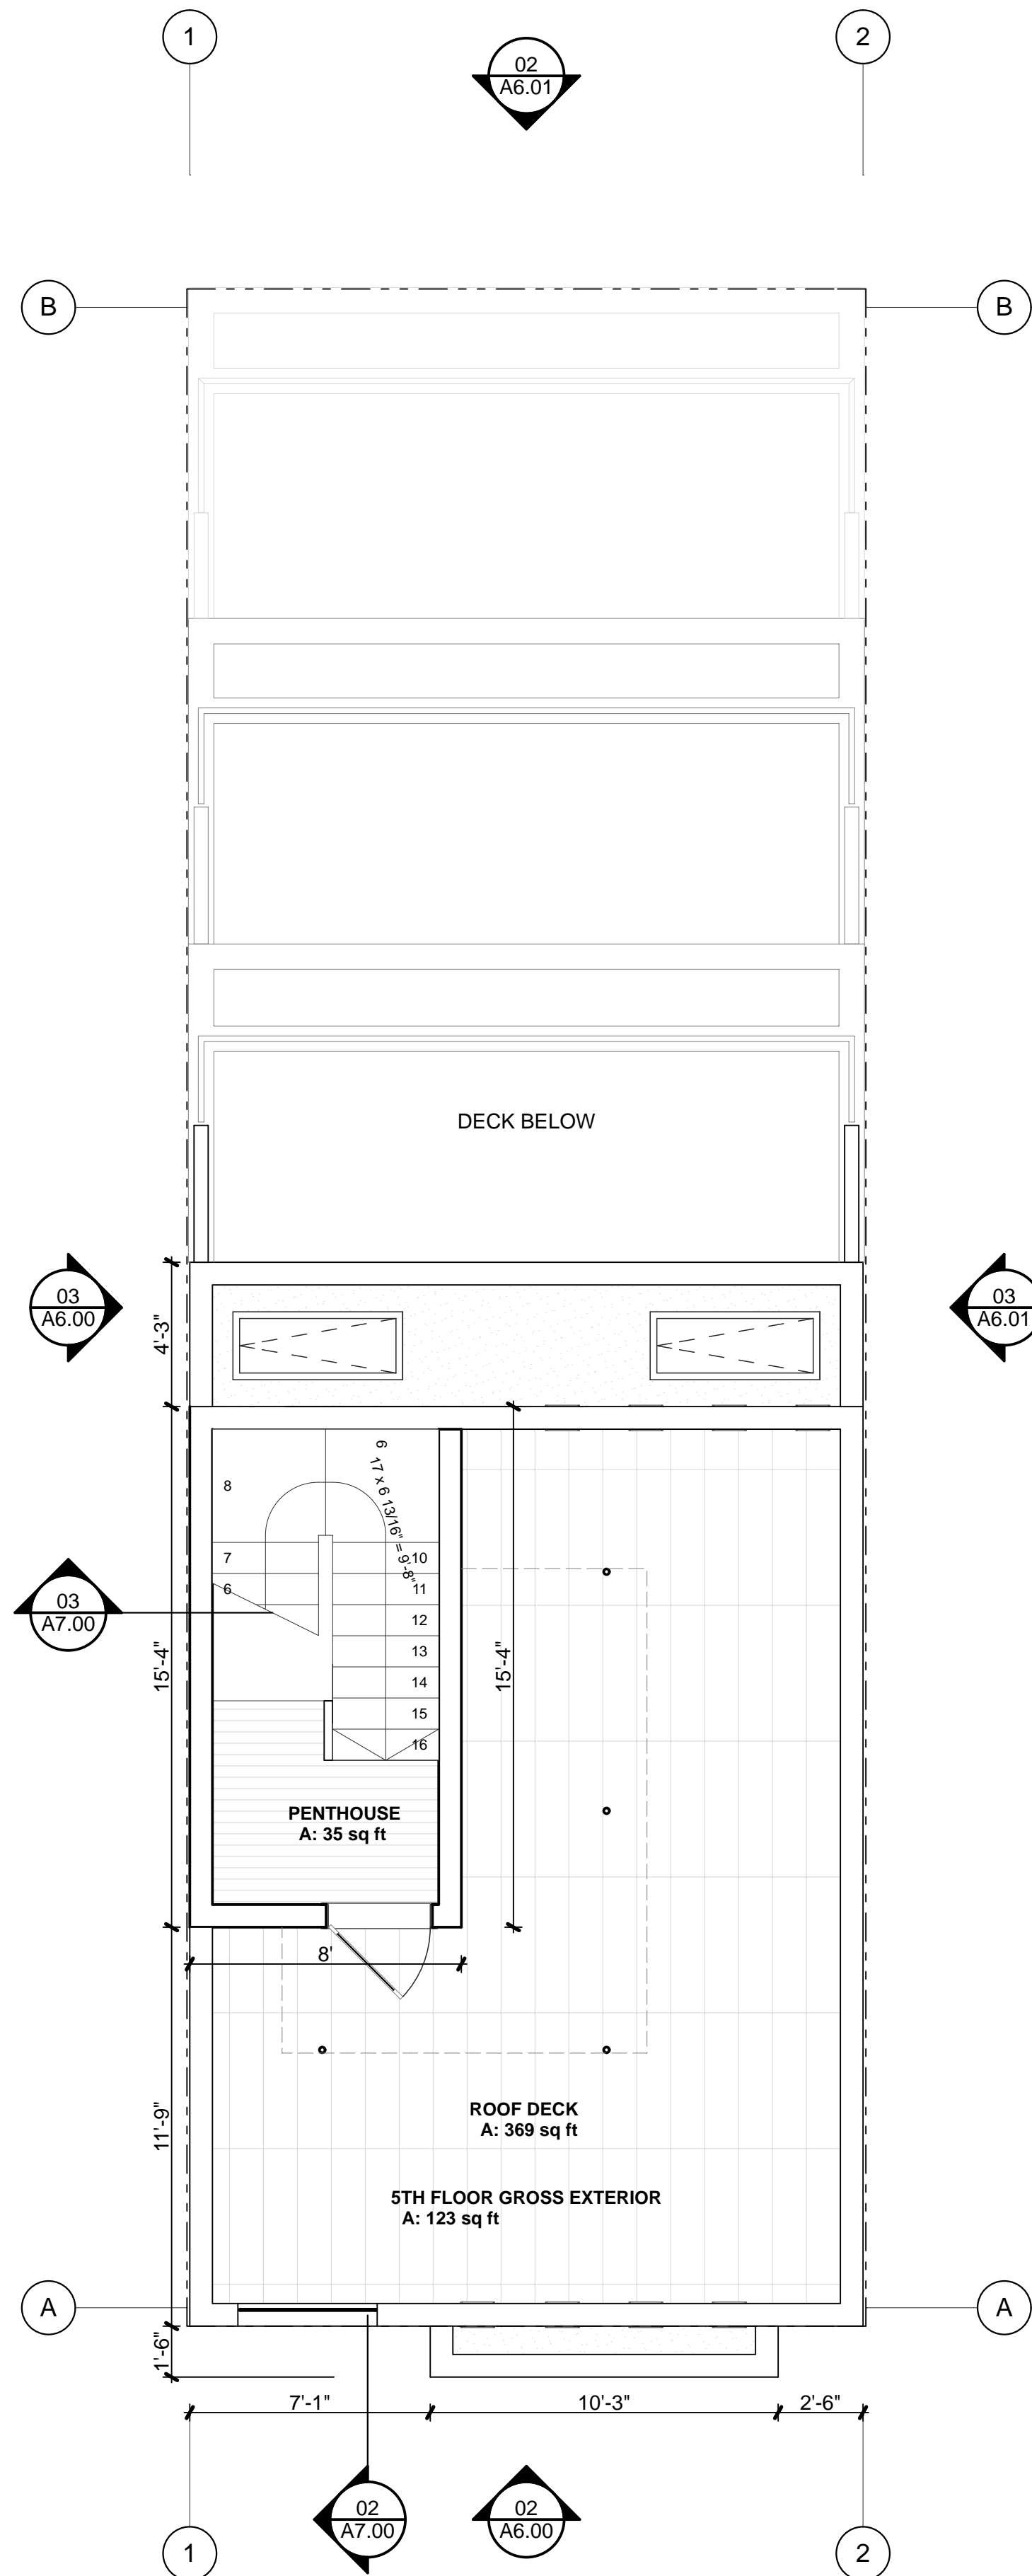 1
2
02
A6.01
B
B
DECK BELOW
03
A6.00
03
A6.01
4'-3"
8
7
6
9
17 x 6 13/16" = 9'-8"
10
11
12
13
14
15
16
03
A7.00
15'-4"
15'-4"
PENTHOUSE
A: 35 sq ft
8'
11'-9"
ROOF DECK
A: 369 sq ft
5TH FLOOR GROSS EXTERIOR
A: 123 sq ft
A
A
1'-6"
7'-1"
10'-3"
2'-6"
02
A7.00
02
A6.00
1
2